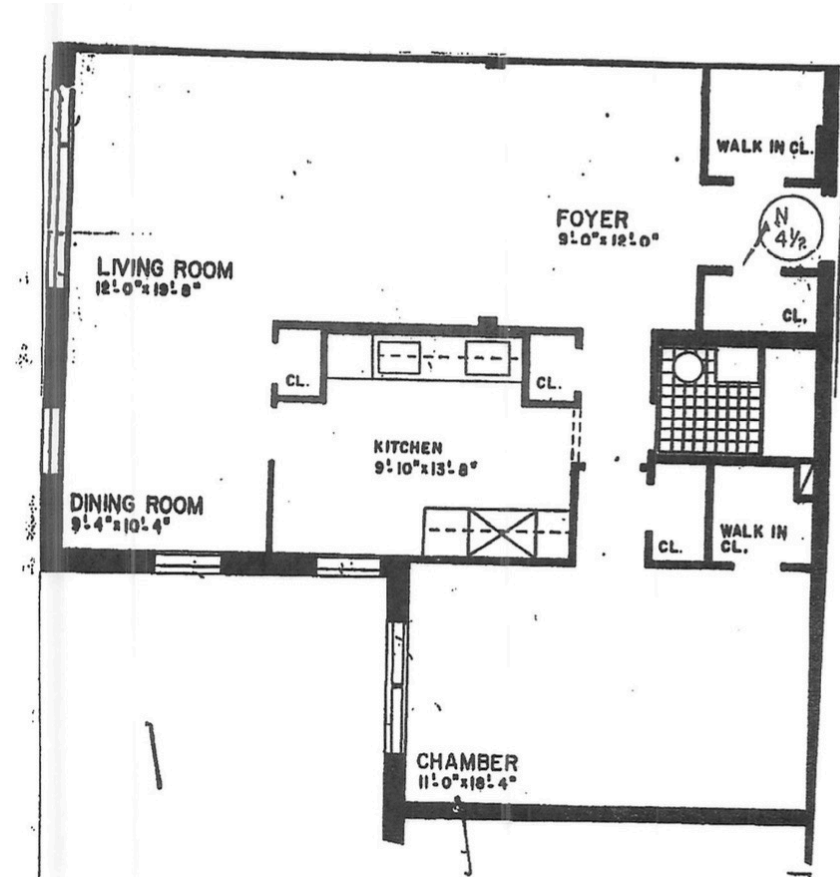 WALK IN CL.
FOYER
9'-0"x12'-0"
N
4½
LIVING ROOM
12'-0"x19'-8"
CL.
CL.
CL.
KITCHEN
9'-10"x13'-8"
DINING ROOM
9'-4"x10'-4"
CL.
WALK IN
CL.
CHAMBER
11'-0"x18'-4"